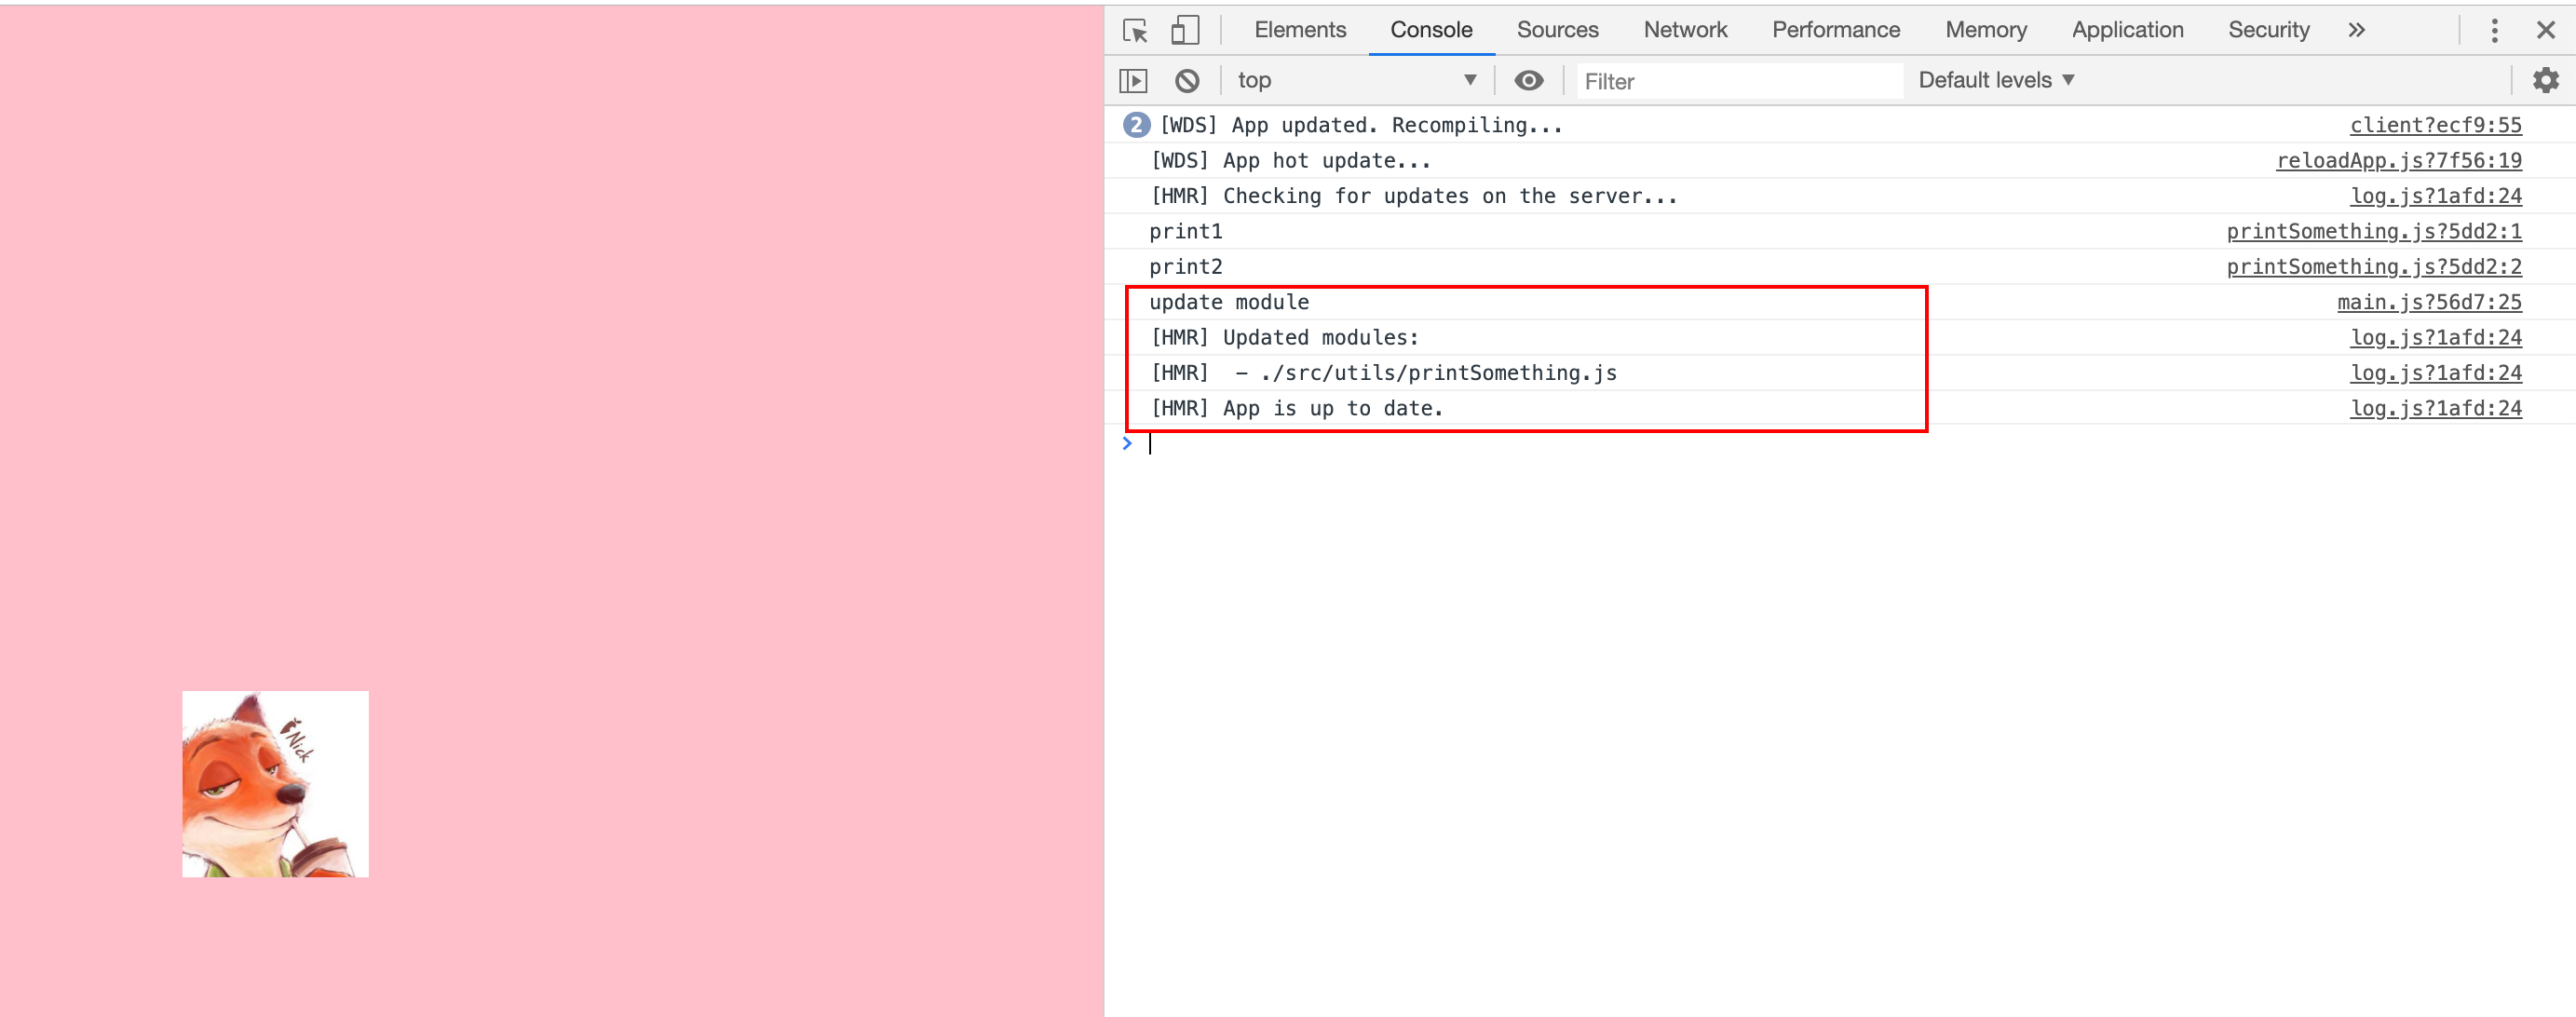 Elements Console Sources Network Performance Memory Application Security »
top Filter Default levels
2 [WDS] App updated. Recompiling... client?ecf9:55
[WDS] App hot update... reloadApp.js?7f56:19
[HMR] Checking for updates on the server... log.js?1afd:24
print1 printSomething.js?5dd2:1
print2 printSomething.js?5dd2:2
update module main.js?56d7:25
[HMR] Updated modules: log.js?1afd:24
[HMR]  - ./src/utils/printSomething.js log.js?1afd:24
[HMR] App is up to date. log.js?1afd:24
>
Nick